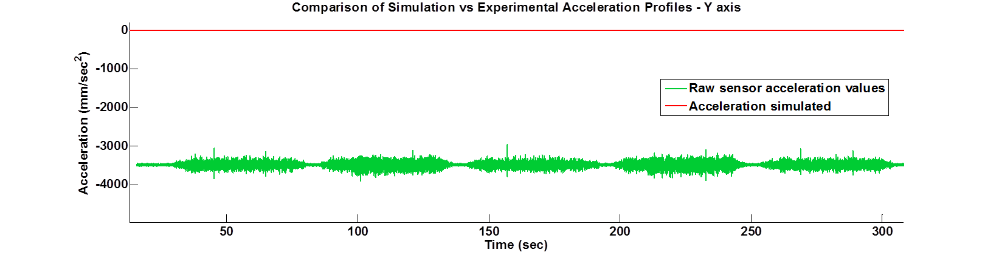 Comparison of Simulation vs Experimental Acceleration Profiles - Y axis
0
-1000
-2000
-3000
-4000
Acceleration (mm/sec²)
Raw sensor acceleration values
Acceleration simulated
50 100 150 200 250 300
Time (sec)